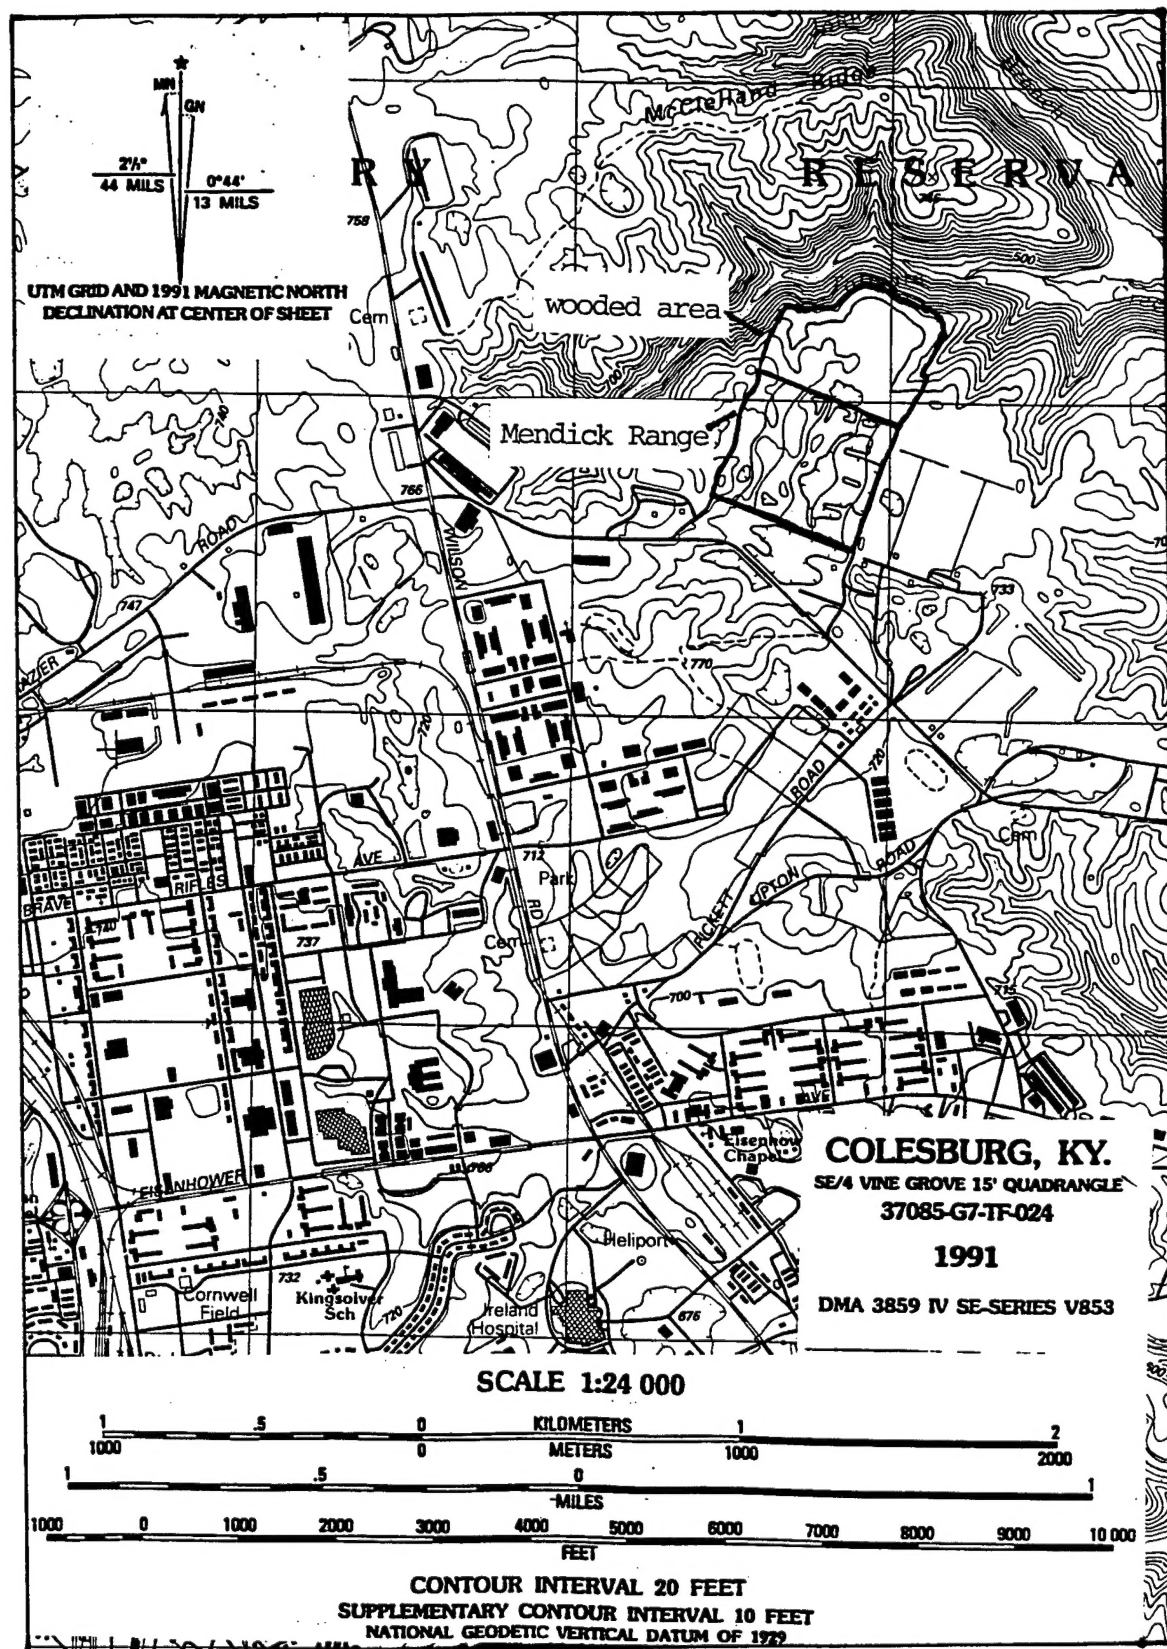 MN
GN
2½°
44 MILS
0°44'
13 MILS
UTM GRID AND 1991 MAGNETIC NORTH
DECLINATION AT CENTER OF SHEET
McClelland Ridge
R Y
R E S E R V A
746
758
500
Cem
wooded area
700
740
Mendick Range
766
ROAD
WILSON
747
733
770
720
ROAD
720
Cem
712
AVE
RIFLES
BRAVE
Park
ROAD
UPTON
PICKETT
740
737
RD
Cem
700
715
AVE
Chapel
EISENHOWER
766
Heliport
732
Cornwell
Field
Kingsolver
Sch
720
Ireland
Hospital
676
COLESBURG, KY.
SE/4 VINE GROVE 15' QUADRANGLE
37085-G7-TF-024
1991
DMA 3859 IV SE-SERIES V853
SCALE 1:24 000
1 .5 0 KILOMETERS 1 2
1000 0 METERS 1000 2000
1 .5 0 1
MILES
1000 0 1000 2000 3000 4000 5000 6000 7000 8000 9000 10 000
FEET
CONTOUR INTERVAL 20 FEET
SUPPLEMENTARY CONTOUR INTERVAL 10 FEET
NATIONAL GEODETIC VERTICAL DATUM OF 1929